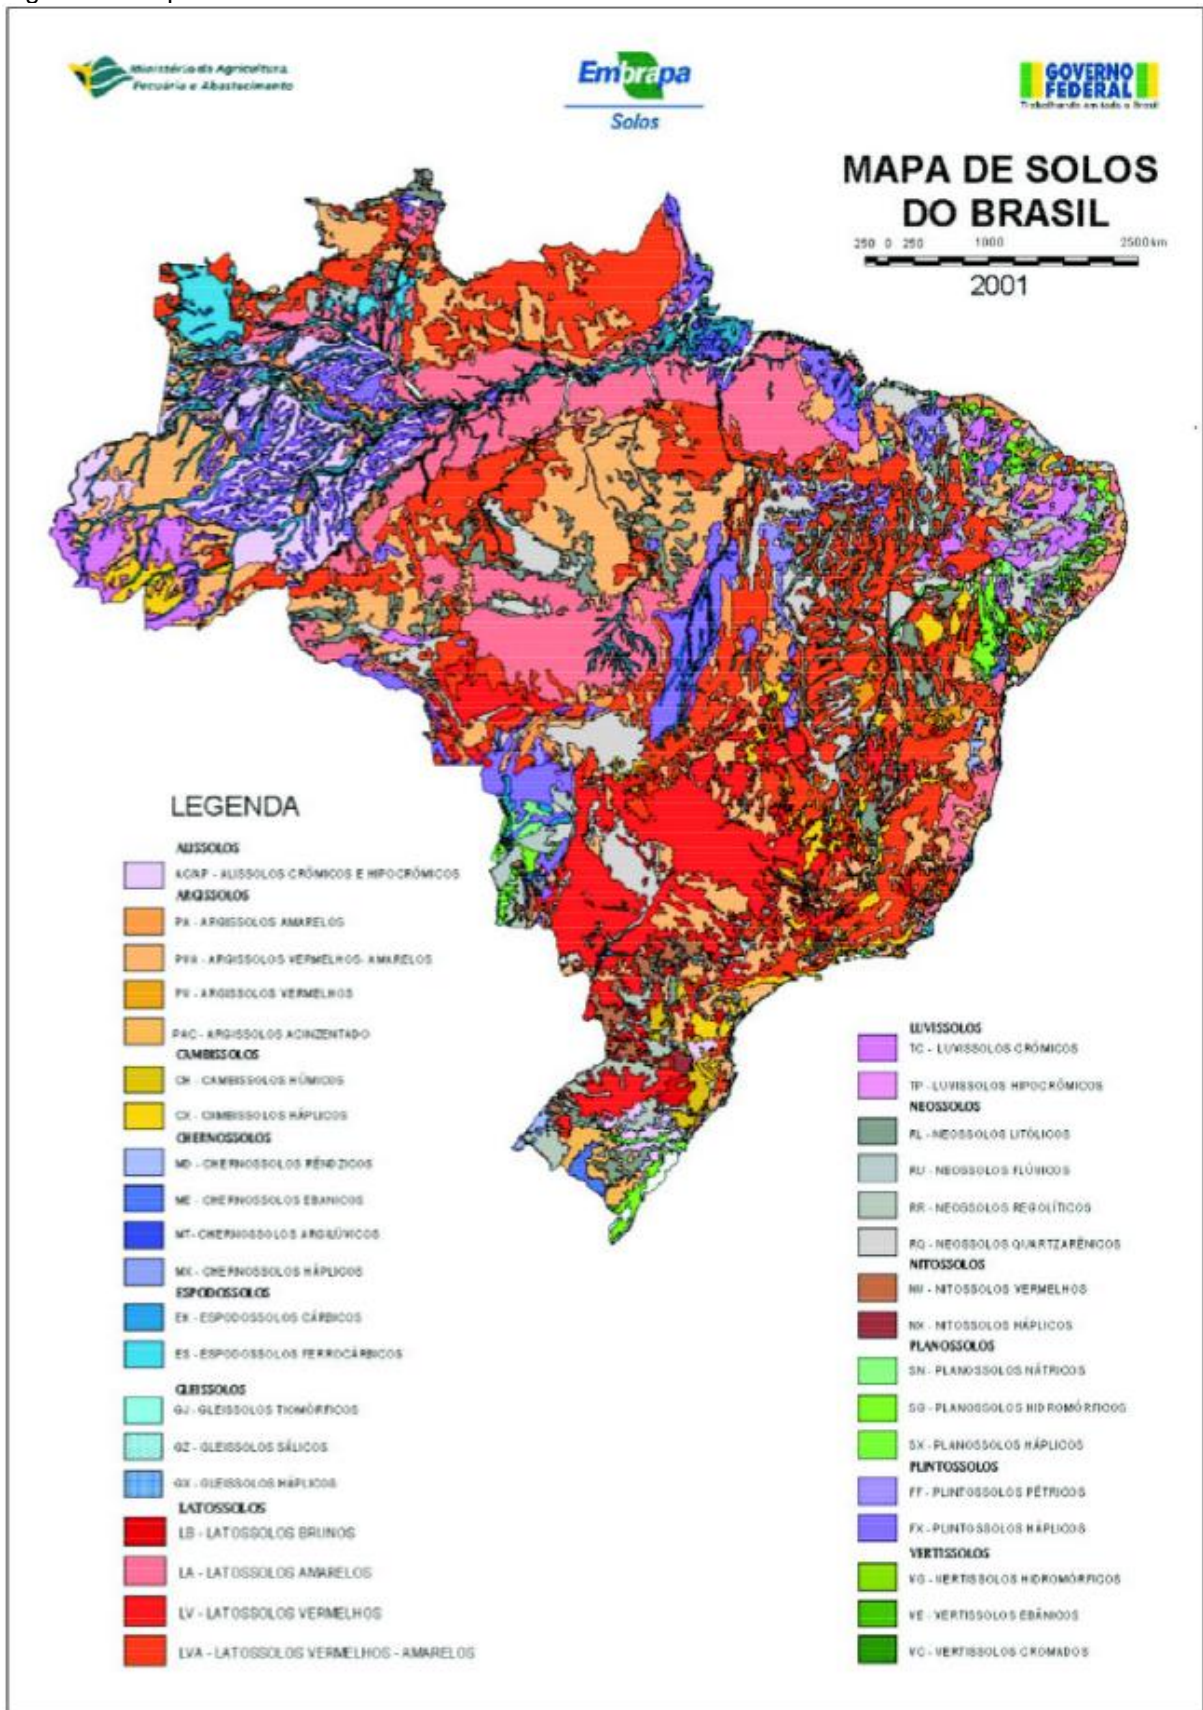 Ministério da Agricultura,
Pecuária e Abastecimento
Embrapa
Solos
GOVERNO
FEDERAL
Trabalhando em todo o Brasil
MAPA DE SOLOS
DO BRASIL
250 0 250 1000 2500 km
2001
LEGENDA
ALISSOLOS
ALISSOLOS CRÔMICOS E HIPOCRÔMICOS
ARGISSOLOS
PA - ARGISSOLOS AMARELOS
PVA - ARGISSOLOS VERMELHOS- AMARELOS
PV - ARGISSOLOS VERMELHOS
PAC - ARGISSOLOS ACINZENTADO
CAMBISSOLOS
CH - CAMBISSOLOS HÚMICOS
CX - CAMBISSOLOS HÁPLICOS
CHERNOSSOLOS
MD - CHERNOSSOLOS RÊNDZICOS
ME - CHERNOSSOLOS EBANICOS
MT- CHERNOSSOLOS ARGILÚVICOS
MX - CHERNOSSOLOS HÁPLICOS
ESPODOSSOLOS
EK - ESPODOSSOLOS CÁRBICOS
ES - ESPODOSSOLOS FERROCÁRBICOS
GLEISSOLOS
GJ - GLEISSOLOS TIOMÓRFICOS
GZ - GLEISSOLOS SÁLICOS
GX - GLEISSOLOS HÁPLICOS
LATOSSOLOS
LB - LATOSSOLOS BRUNOS
LA - LATOSSOLOS AMARELOS
LV - LATOSSOLOS VERMELHOS
LVA - LATOSSOLOS VERMELHOS - AMARELOS
LUVISSOLOS
TC - LUVISSOLOS CRÔMICOS
TP - LUVISSOLOS HIPOCRÔMICOS
NEOSSOLOS
RL - NEOSSOLOS LITÓLICOS
RU - NEOSSOLOS FLÚVICOS
RR - NEOSSOLOS REGOLÍTICOS
RQ - NEOSSOLOS QUARTZARÊNICOS
NITOSSOLOS
NV - NITOSSOLOS VERMELHOS
NX - NITOSSOLOS HÁPLICOS
PLANOSSOLOS
SN - PLANOSSOLOS NÁTRICOS
SG - PLANOSSOLOS HIDROMÓRFICOS
SX - PLANOSSOLOS HÁPLICOS
PLINTOSSOLOS
FF - PLINTOSSOLOS PÉTRICOS
FX - PLINTOSSOLOS HÁPLICOS
VERTISSOLOS
VG - VERTISSOLOS HIDROMÓRFICOS
VE - VERTISSOLOS EBÂNICOS
VC - VERTISSOLOS CROMADOS